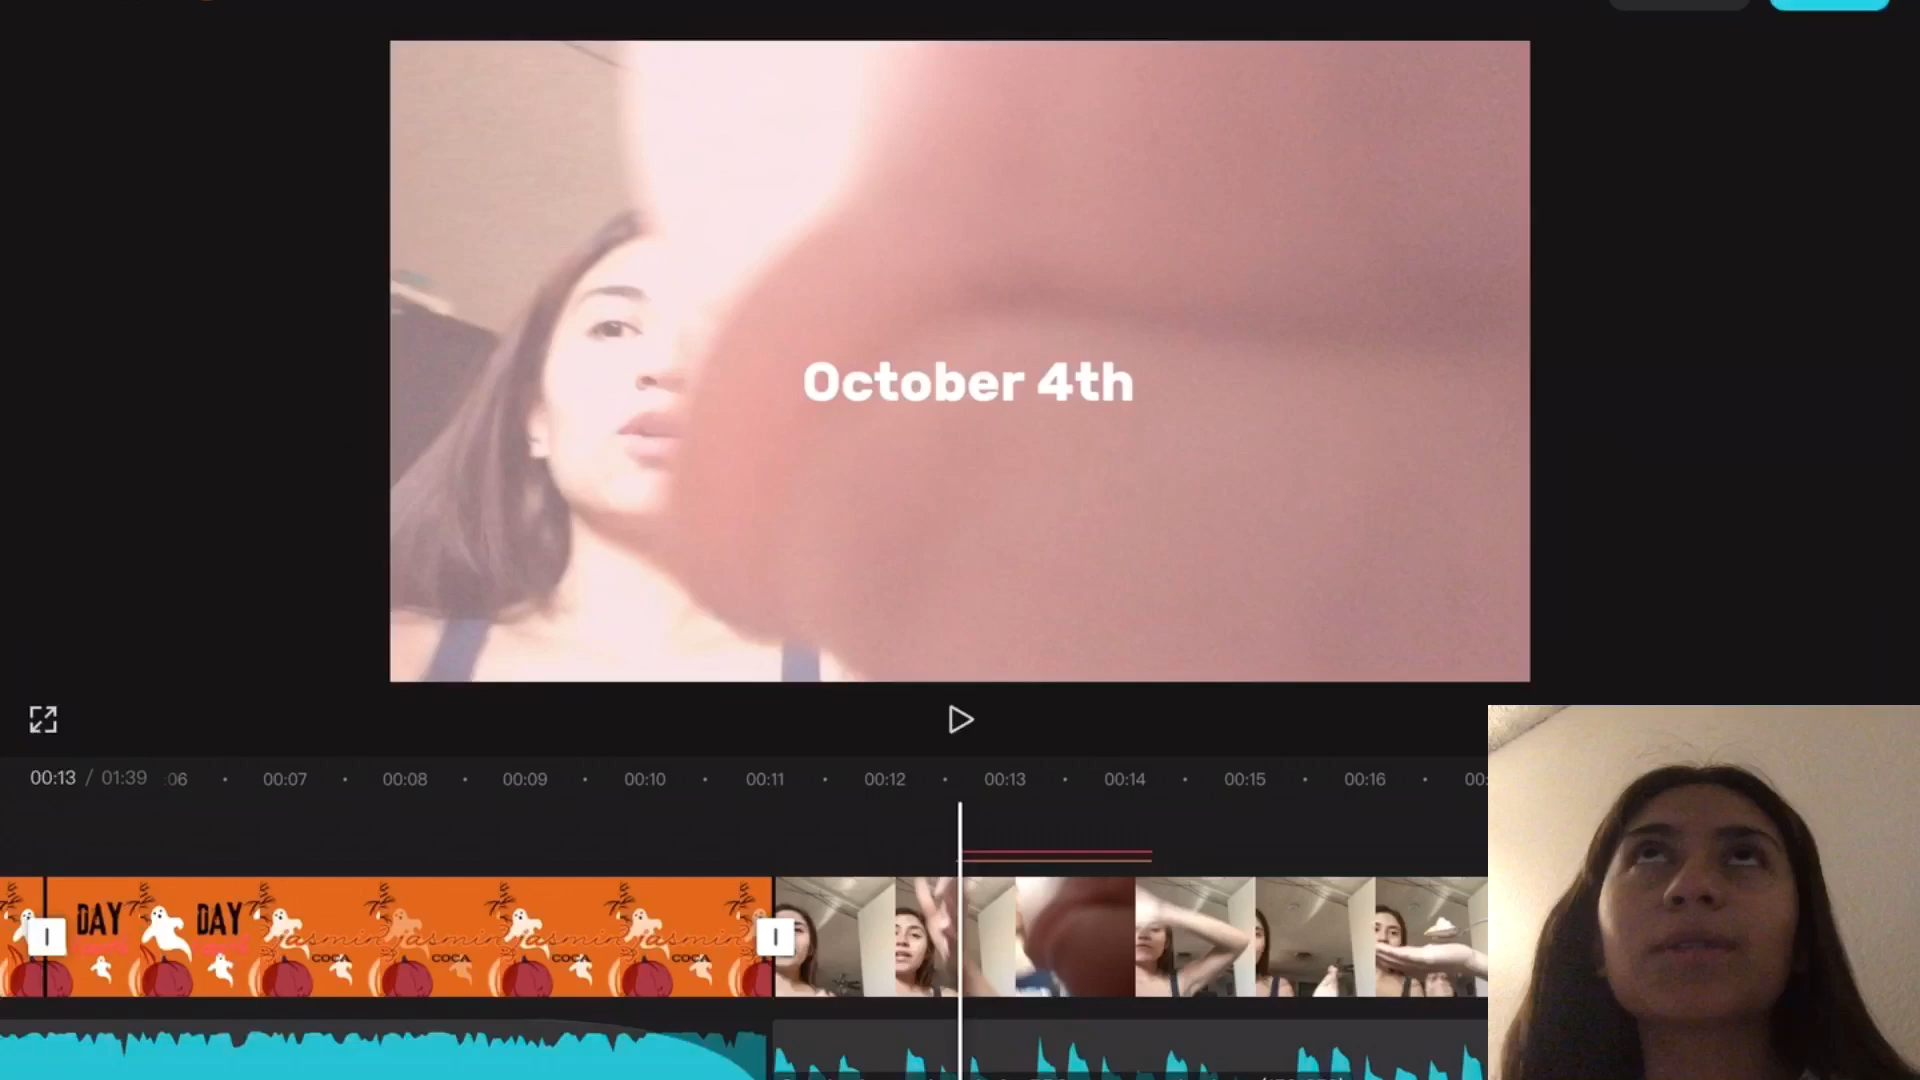 October 4th
00:13 / 01:39 :06 00:07 00:08 00:09 00:10 00:11 00:12 00:13 00:14 00:15 00:16 00:
DAY DAY
Jasmin Jasmin Jasmin Jasmin
COCA COCA COCA COCA